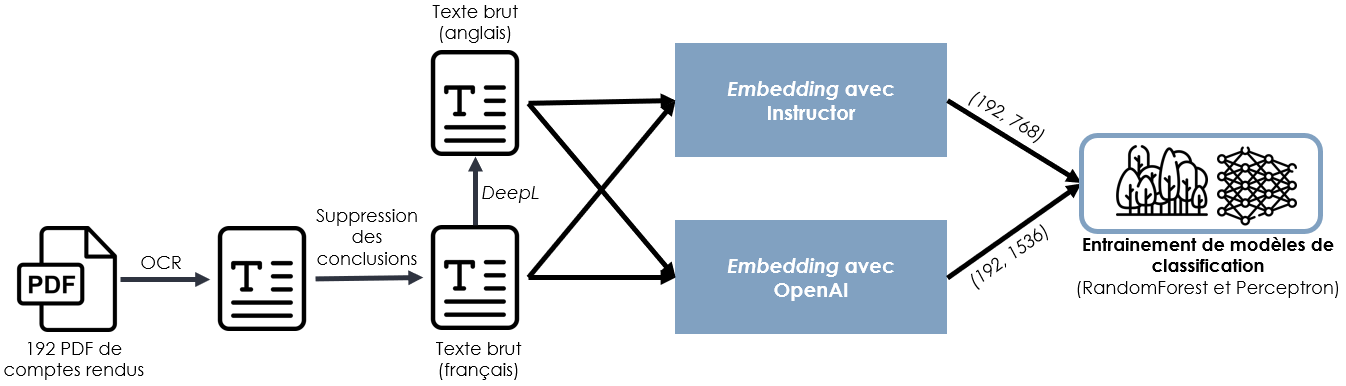 PDF
192 PDF de
comptes rendus
OCR
T
Suppression
des
conclusions
Texte brut
(anglais)
T
DeepL
T
Texte brut
(français)
Embedding avec
Instructor
Embedding avec
OpenAI
(192, 768)
(192, 1536)
Entrainement de modèles de
classification
(RandomForest et Perceptron)